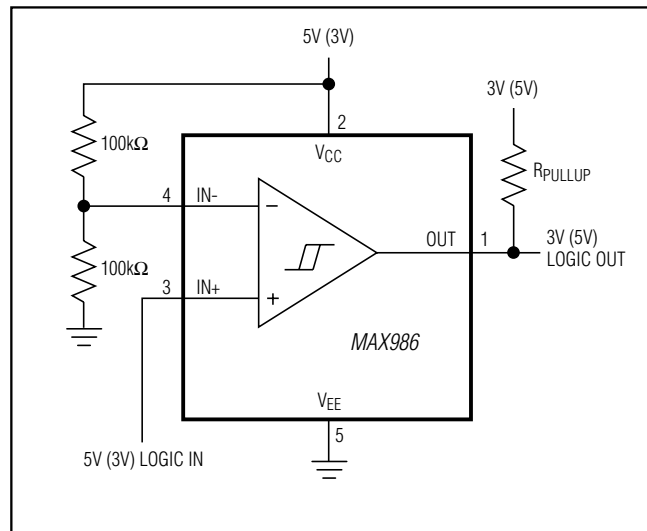 5V (3V)
3V (5V)
2
100kΩ
VCC
RPULLUP
4
IN-
−
OUT
1
3V (5V)
LOGIC OUT
100kΩ
3
IN+
+
MAX986
VEE
5
5V (3V) LOGIC IN